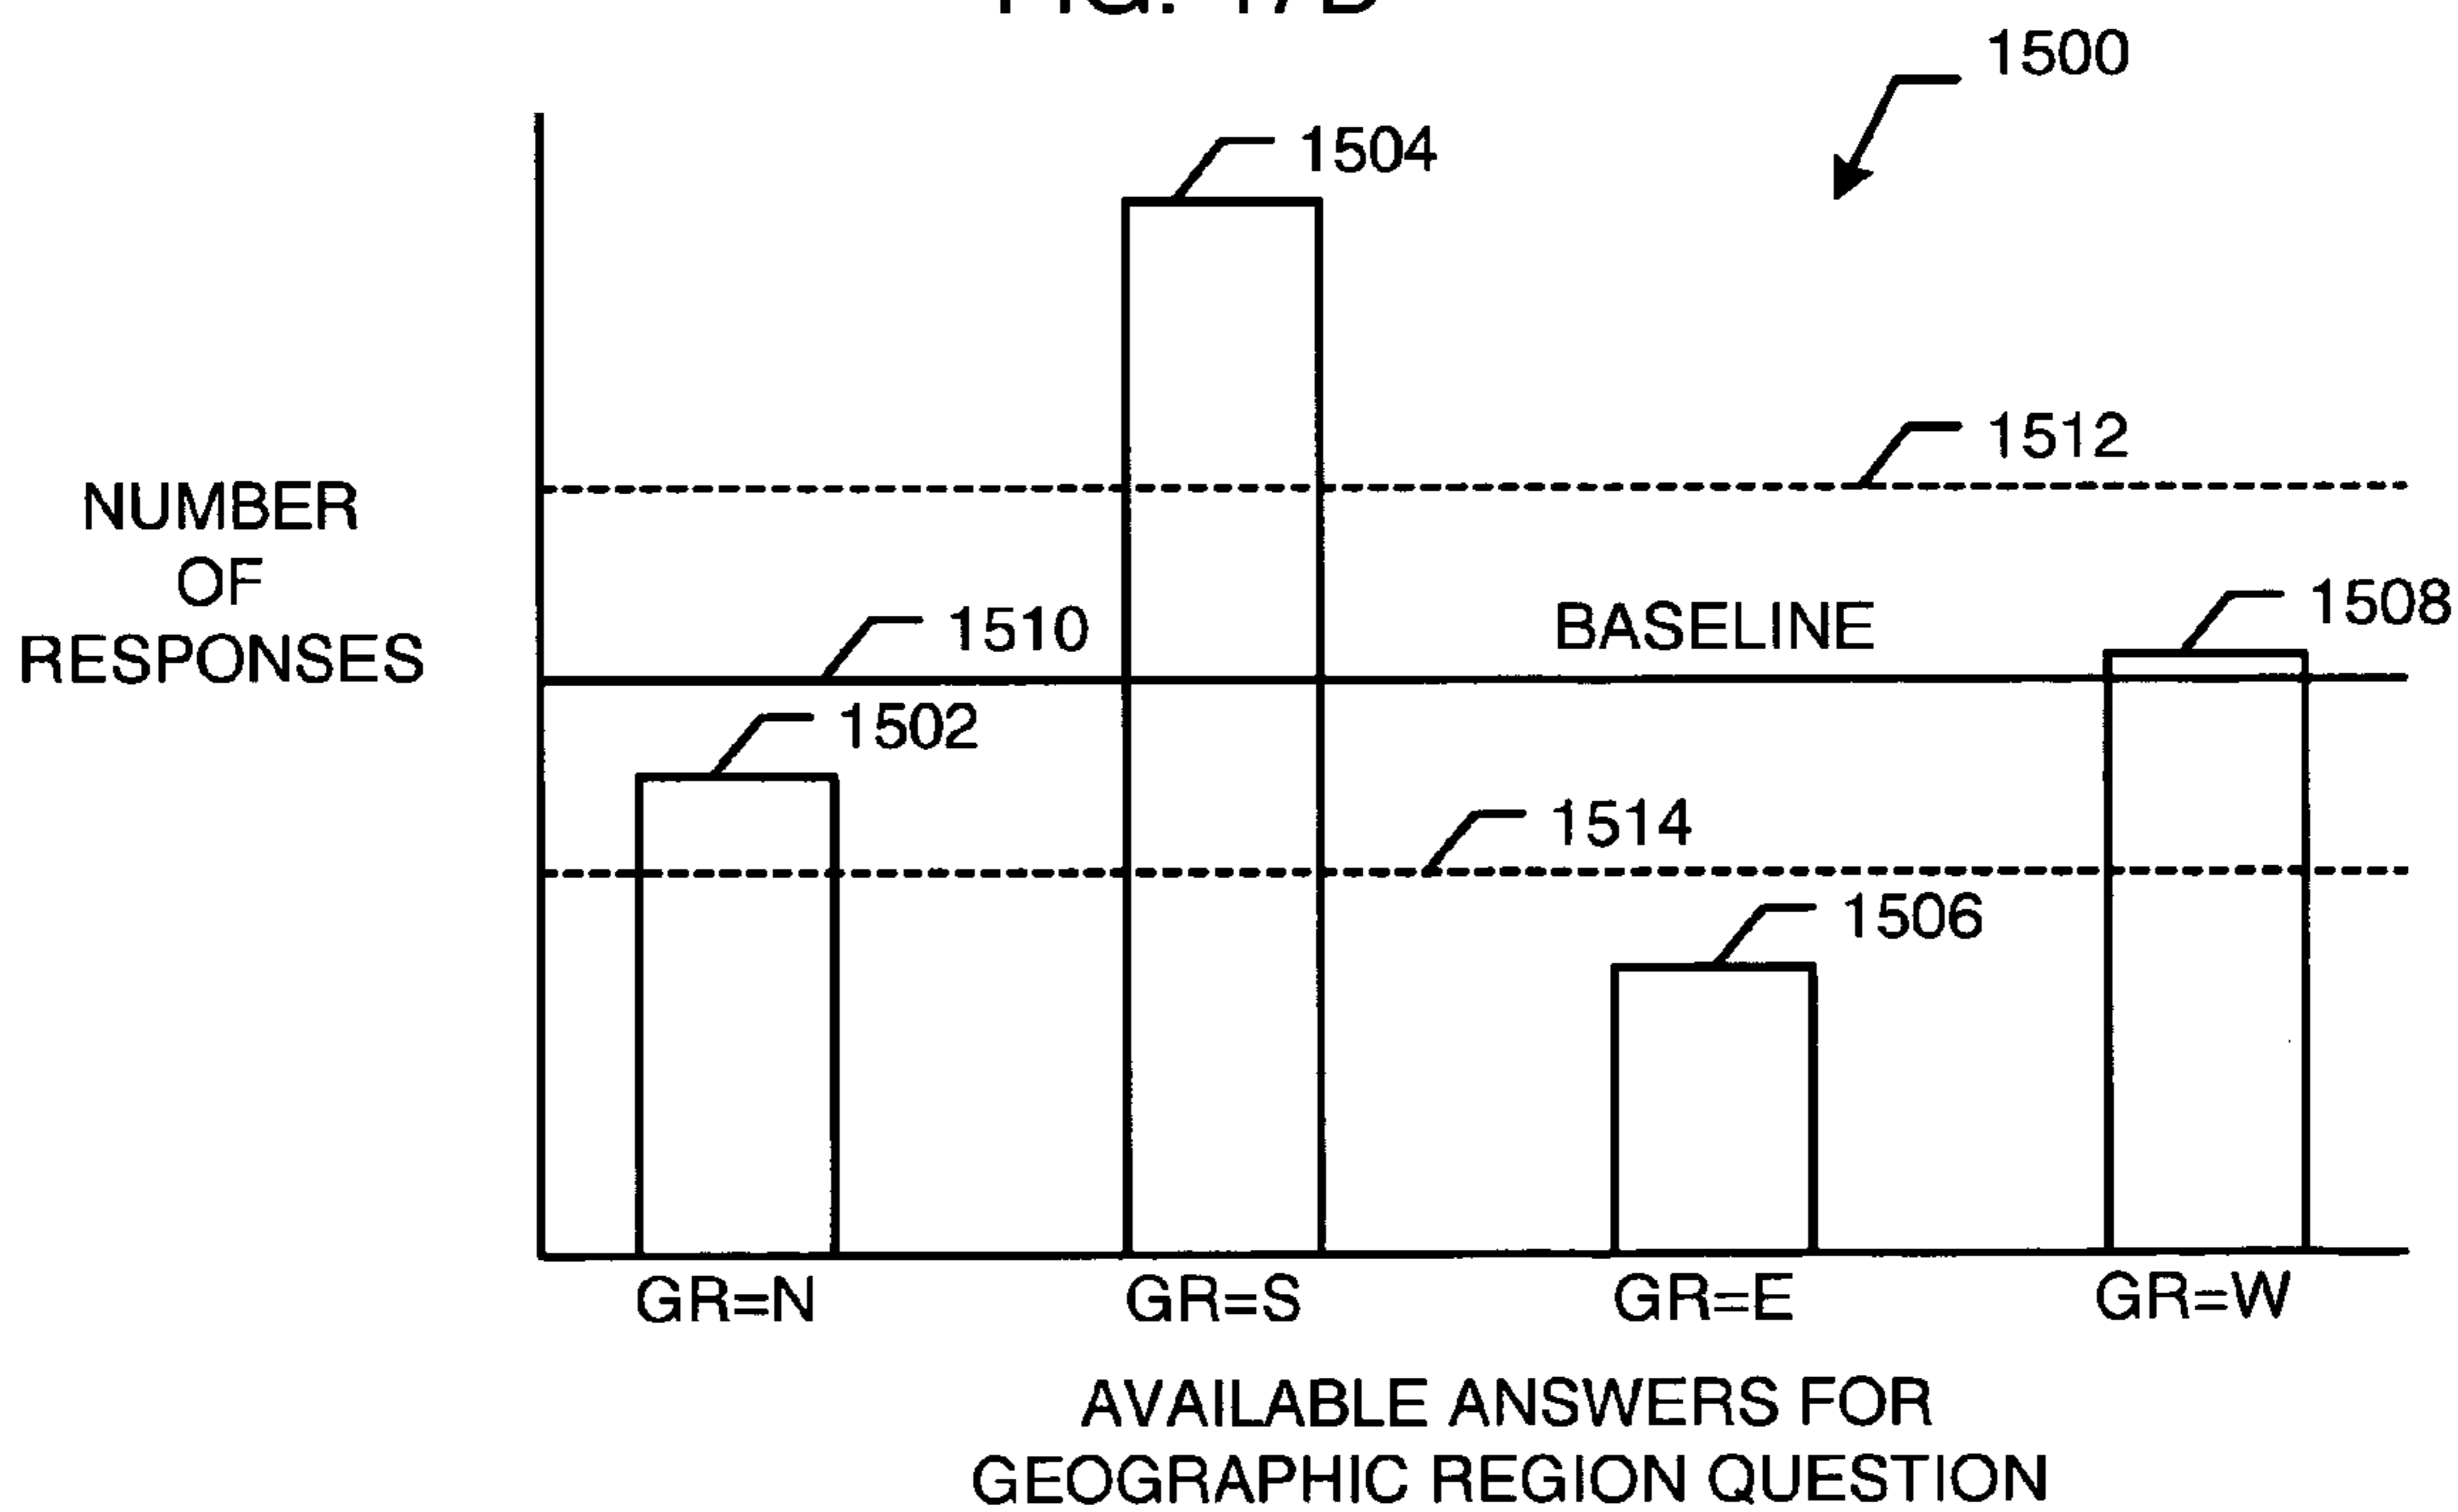 1500
1504
1512
NUMBER
OF
RESPONSES
1510
BASELINE
1508
1502
1514
1506
GR=N
GR=S
GR=E
GR=W
AVAILABLE ANSWERS FOR
GEOGRAPHIC REGION QUESTION